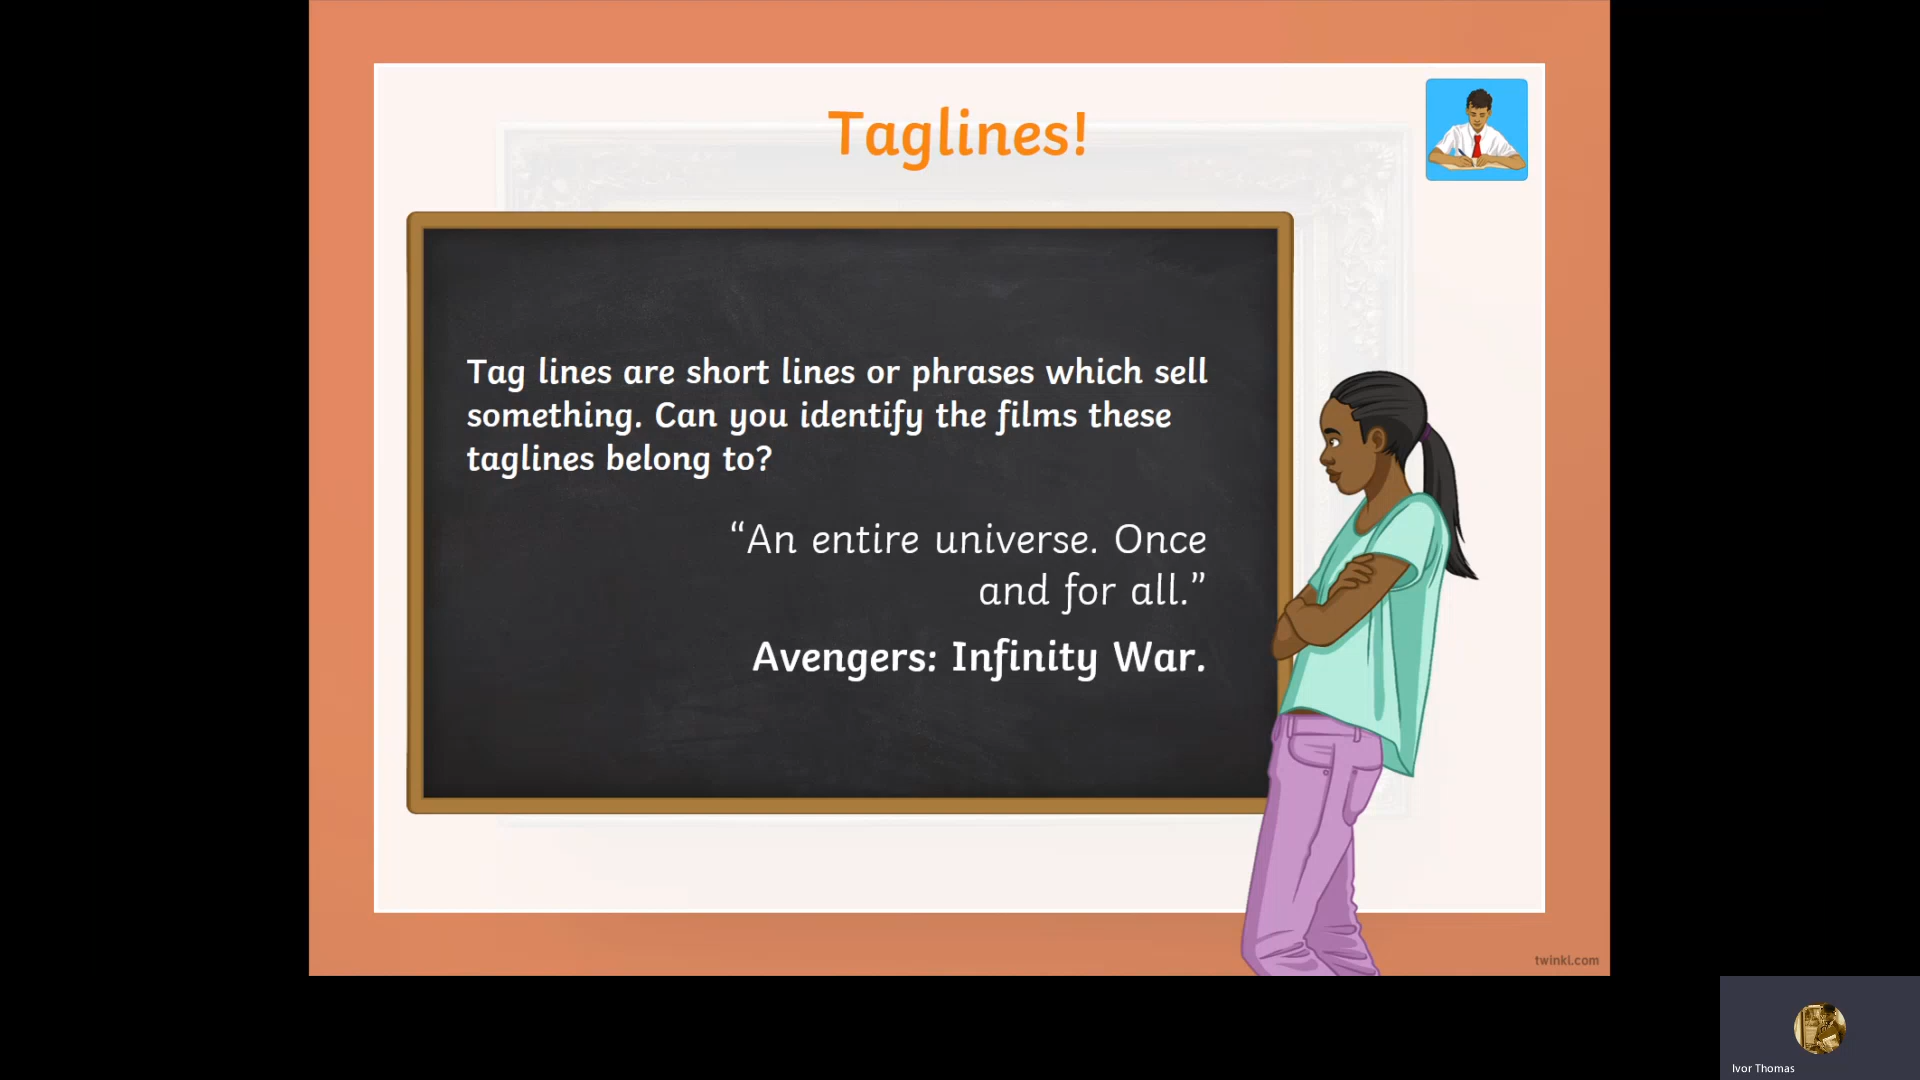 Taglines!
Tag lines are short lines or phrases which sell
something. Can you identify the films these
taglines belong to?
“An entire universe. Once
and for all.”
Avengers: Infinity War.
twinkl.com
Ivor Thomas